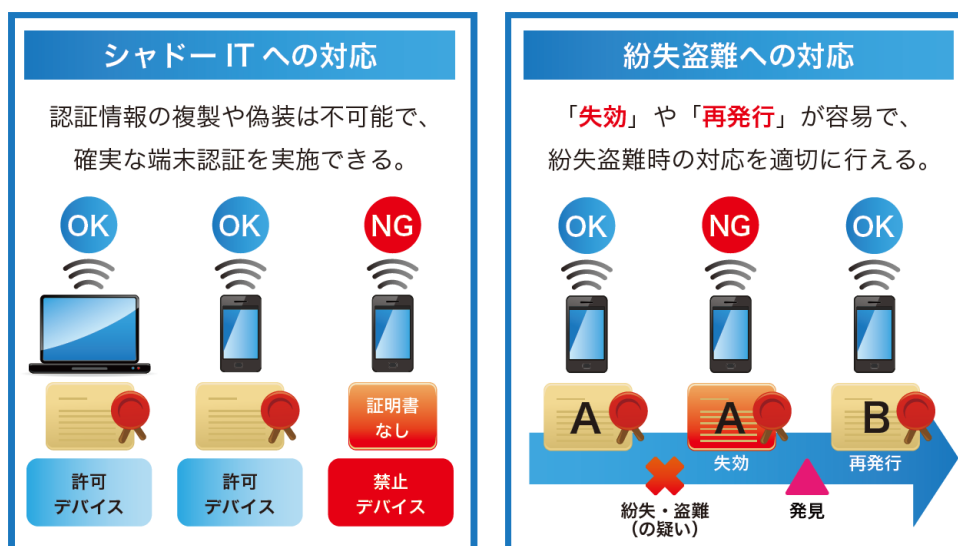 シャドー IT への対応
認証情報の複製や偽装は不可能で、
確実な端末認証を実施できる。
OK
OK
NG
証明書
なし
許可
デバイス
許可
デバイス
禁止
デバイス
紛失盗難への対応
「失効」や「再発行」が容易で、
紛失盗難時の対応を適切に行える。
OK
NG
OK
A
A
B
失効
再発行
紛失・盗難
(の疑い)
発見